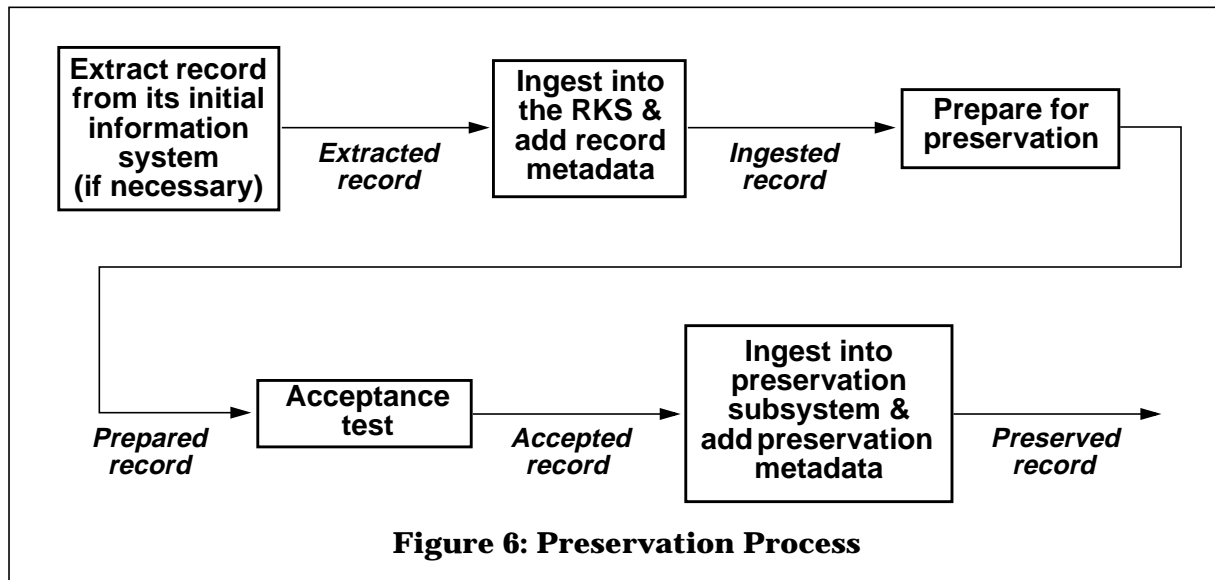 Extract record
from its initial
information
system
(if necessary)
Extracted
record
Ingest into
the RKS &
add record
metadata
Ingested
record
Prepare for
preservation
Prepared
record
Acceptance
test
Accepted
record
Ingest into
preservation
subsystem &
add preservation
metadata
Preserved
record
Figure 6: Preservation Process